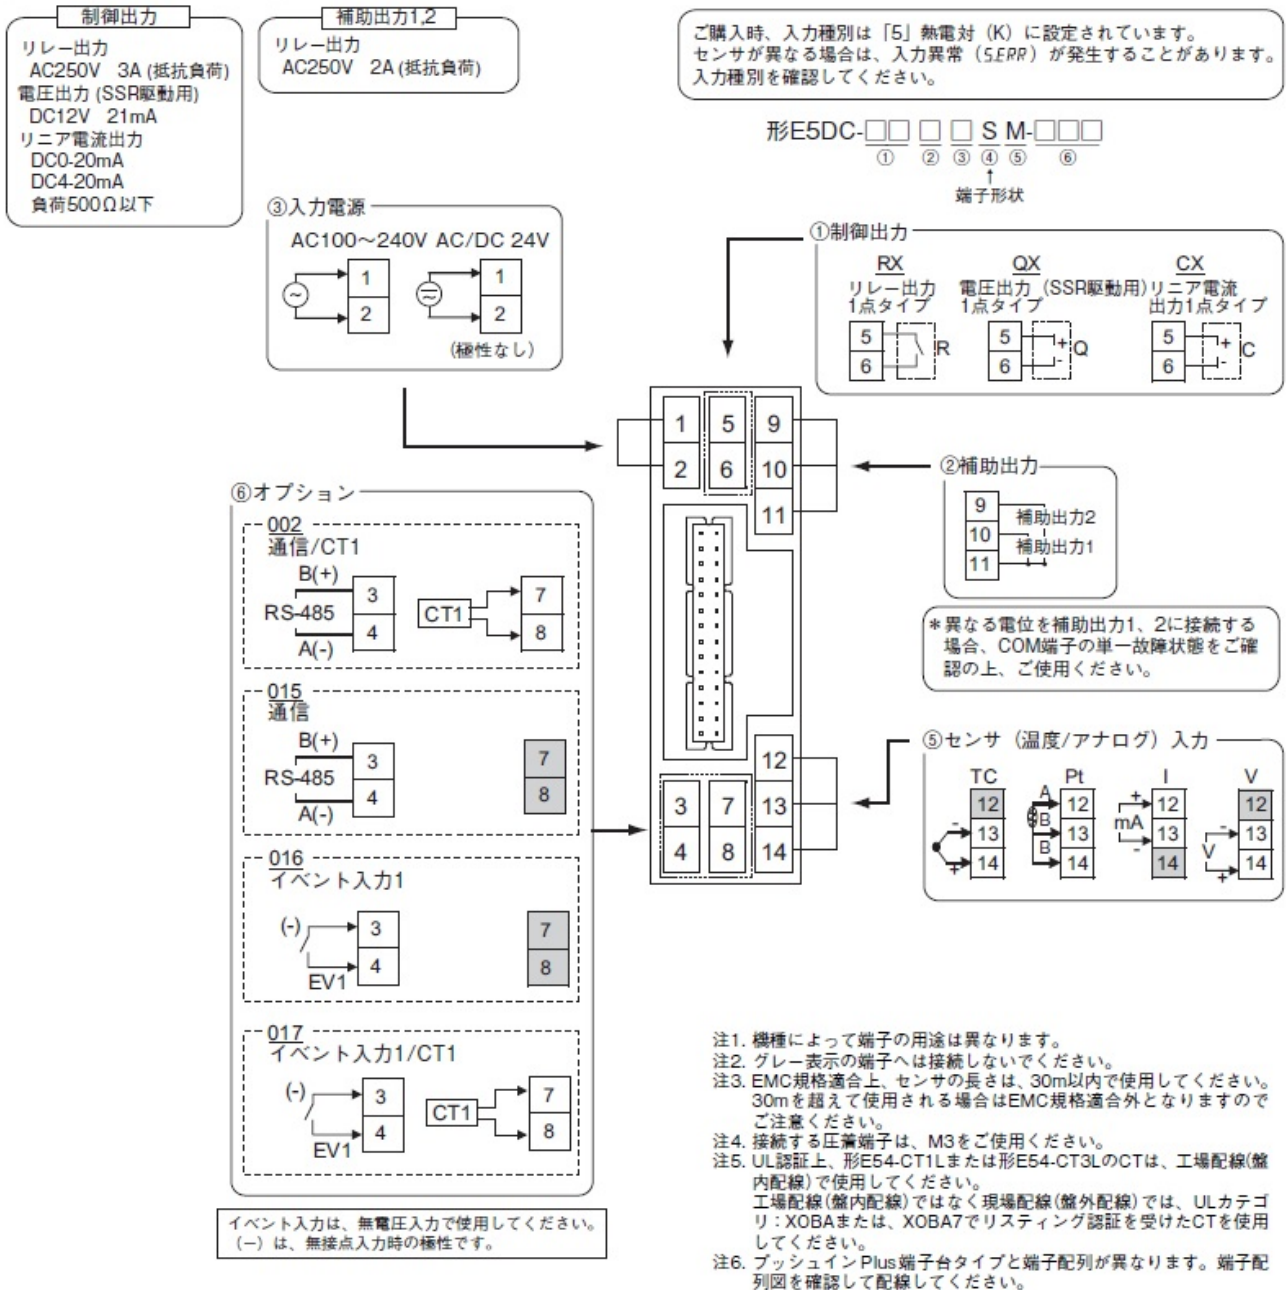 制御出力
リレー出力
AC250V 3A (抵抗負荷)
電圧出力 (SSR駆動用)
DC12V 21mA
リニア電流出力
DC0-20mA
DC4-20mA
負荷500Ω以下
補助出力1,2
リレー出力
AC250V 2A (抵抗負荷)
ご購入時、入力種別は「5」熱電対（K）に設定されています。
センサが異なる場合は、入力異常（S.ERR）が発生することがあります。
入力種別を確認してください。
形E5DC-□□ □ □ S M-□□□
① ② ③ ④ ⑤ ⑥
↑
端子形状
③入力電源
AC100～240V AC/DC 24V
1 1
2 2
(極性なし)
①制御出力
RX QX CX
リレー出力 電圧出力（SSR駆動用）リニア電流
1点タイプ 1点タイプ 出力1点タイプ
5 5 + 5 +
R Q C
6 6 - 6 -
1 5 9
2 6 10
11
②補助出力
9
補助出力2
10
補助出力1
11
＊異なる電位を補助出力1、2に接続する
場合、COM端子の単一故障状態をご確
認の上、ご使用ください。
⑥オプション
002
通信/CT1
B(+)
3 7
RS-485 CT1
4 8
A(-)
015
通信
B(+)
3 7
RS-485
4 8
A(-)
016
イベント入力1
(-) 3 7
4 8
EV1
017
イベント入力1/CT1
(-) 3 7
CT1
4 8
EV1
12
3 7 13
4 8 14
⑤センサ（温度/アナログ）入力
TC Pt I V
12 A 12 + 12 12
- 13 B 13 mA 13 - 13
+ 14 B 14 - 14 V + 14
イベント入力は、無電圧入力で使用してください。
（－）は、無接点入力時の極性です。
注1. 機種によって端子の用途は異なります。
注2. グレー表示の端子へは接続しないでください。
注3. EMC規格適合上、センサの長さは、30m以内で使用してください。
30mを超えて使用される場合はEMC規格適合外となりますので
ご注意ください。
注4. 接続する圧着端子は、M3をご使用ください。
注5. UL認証上、形E54-CT1Lまたは形E54-CT3LのCTは、工場配線(盤
内配線)で使用してください。
工場配線(盤内配線)ではなく現場配線(盤外配線)では、ULカテゴ
リ：XOBAまたは、XOBA7でリスティング認証を受けたCTを使用
してください。
注6. プッシュインPlus端子台タイプと端子配列が異なります。端子配
列図を確認して配線してください。